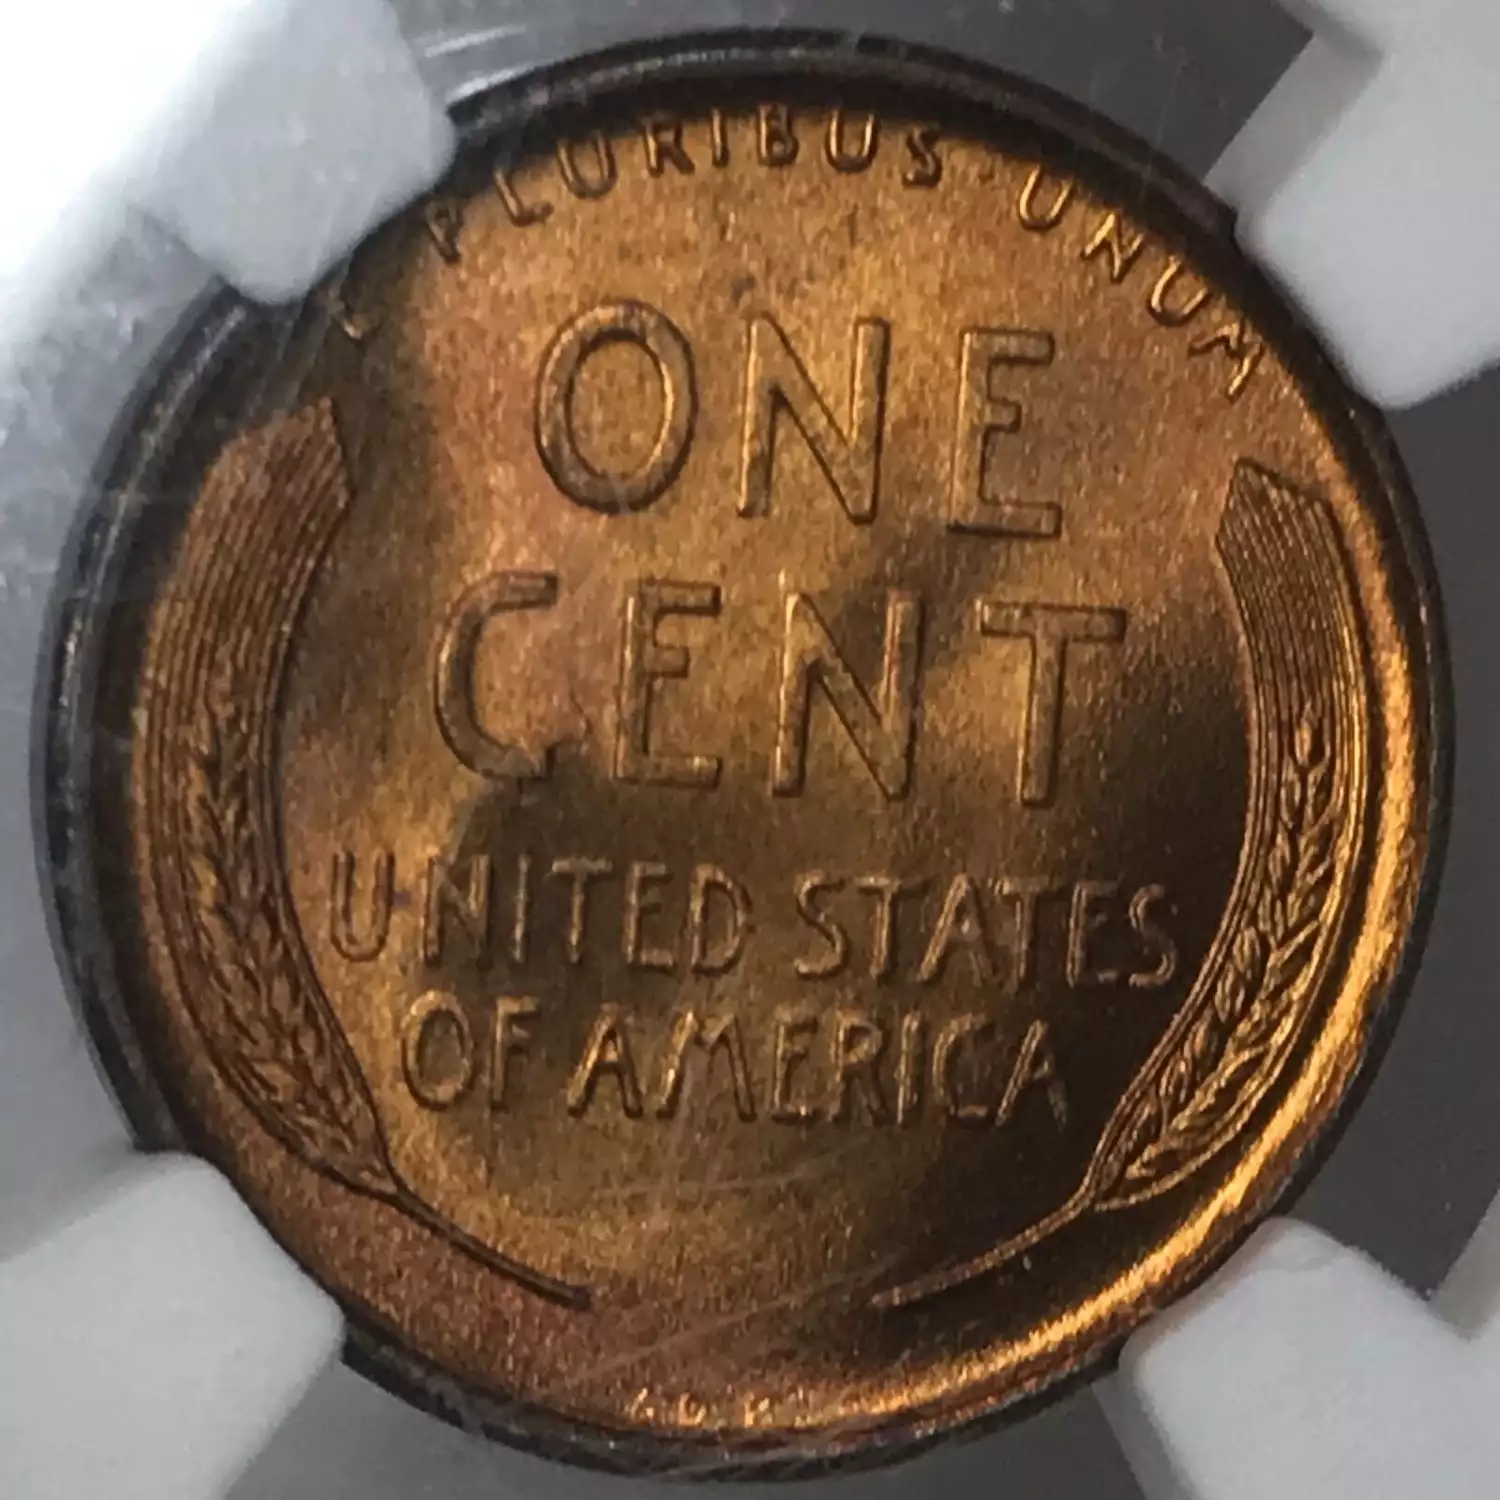 PLURIBUS·UNUM
ONE
CENT
UNITED STATES
OF AMERICA
V.D.B.